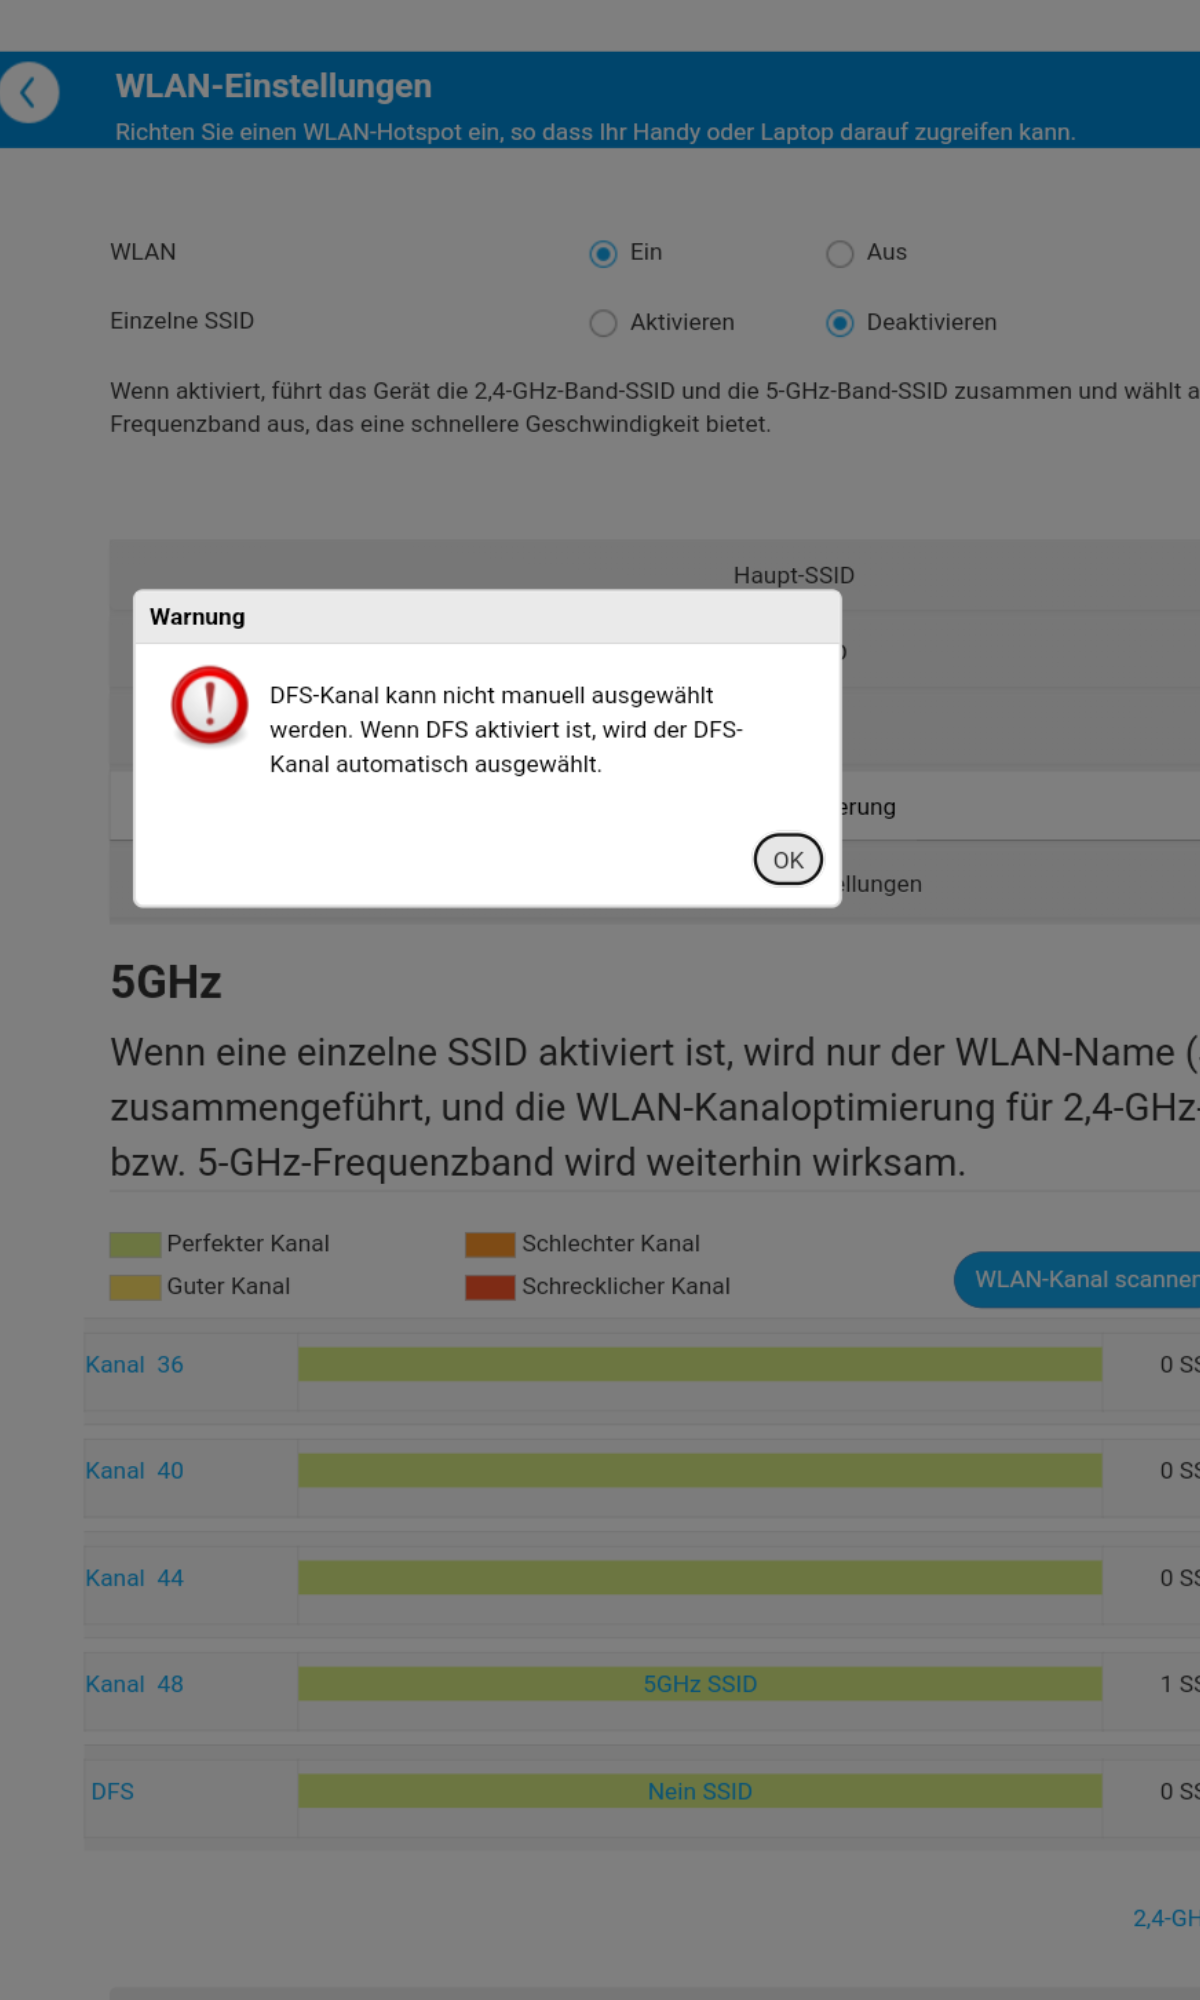 WLAN-Einstellungen
Richten Sie einen WLAN-Hotspot ein, so dass Ihr Handy oder Laptop darauf zugreifen kann.
WLAN
Ein
Aus
Einzelne SSID
Aktivieren
Deaktivieren
Wenn aktiviert, führt das Gerät die 2,4-GHz-Band-SSID und die 5-GHz-Band-SSID zusammen und wählt
Frequenzband aus, das eine schnellere Geschwindigkeit bietet.
Haupt-SSID
Warnung
DFS-Kanal kann nicht manuell ausgewählt
werden. Wenn DFS aktiviert ist, wird der DFS-
Kanal automatisch ausgewählt.
erung
OK
ellungen
5GHz
Wenn eine einzelne SSID aktiviert ist, wird nur der WLAN-Name (
zusammengeführt, und die WLAN-Kanaloptimierung für 2,4-GHz-
bzw. 5-GHz-Frequenzband wird weiterhin wirksam.
Perfekter Kanal
Schlechter Kanal
Guter Kanal
Schrecklicher Kanal
WLAN-Kanal scannen
Kanal 36
0 SS
Kanal 40
0 SS
Kanal 44
0 SS
Kanal 48
5GHz SSID
1 SS
DFS
Nein SSID
0 SS
2,4-GH